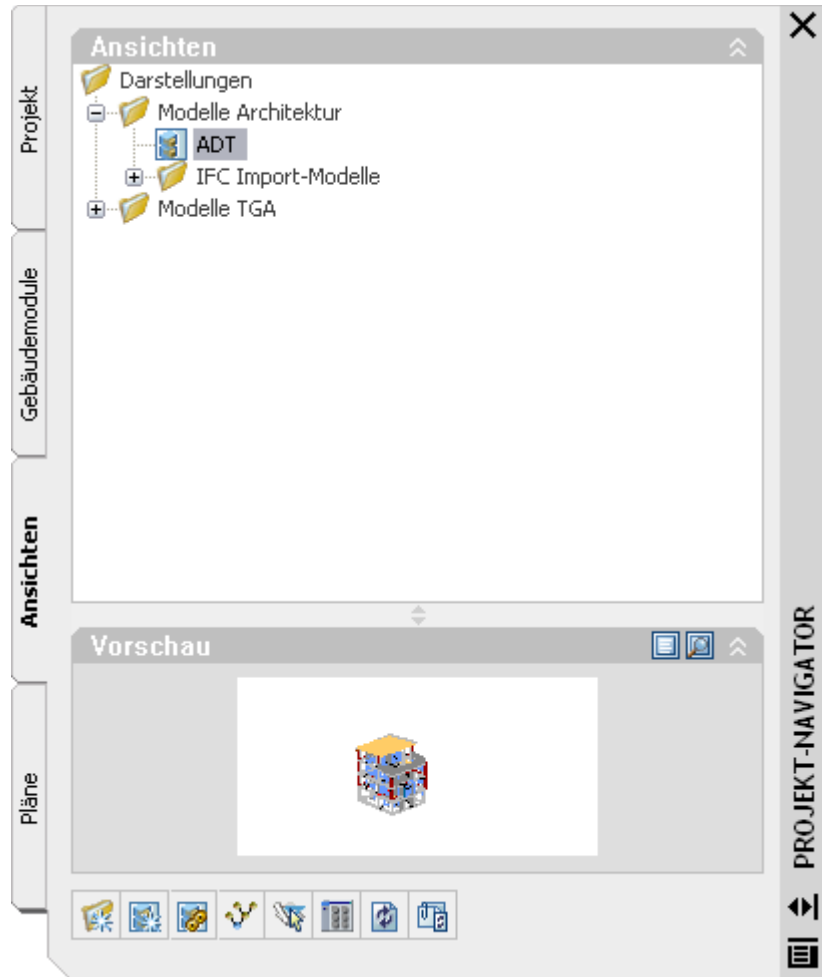 Projekt
Gebäudemodule
Ansichten
Pläne
Ansichten
Darstellungen
Modelle Architektur
ADT
IFC Import-Modelle
Modelle TGA
Vorschau
PROJEKT-NAVIGATOR